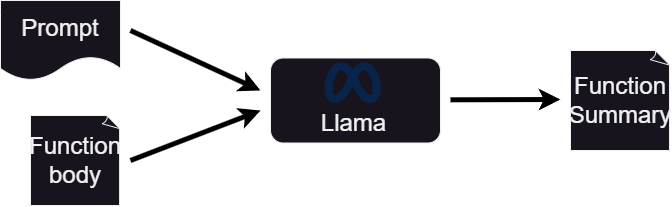 Prompt
Function
body
Llama
Function
Summary